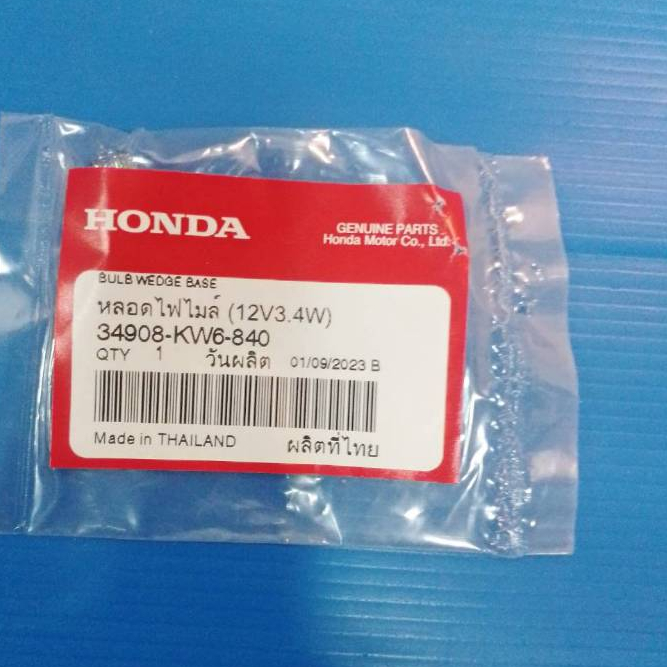 HONDA
GENUINE PARTS
Honda Motor Co., Ltd.
BULB WEDGE BASE
หลอดไฟไมล์ (12V3.4W)
34908-KW6-840
QTY 1 วันผลิต 01/09/2023 B
Made in THAILAND ผลิตที่ไทย